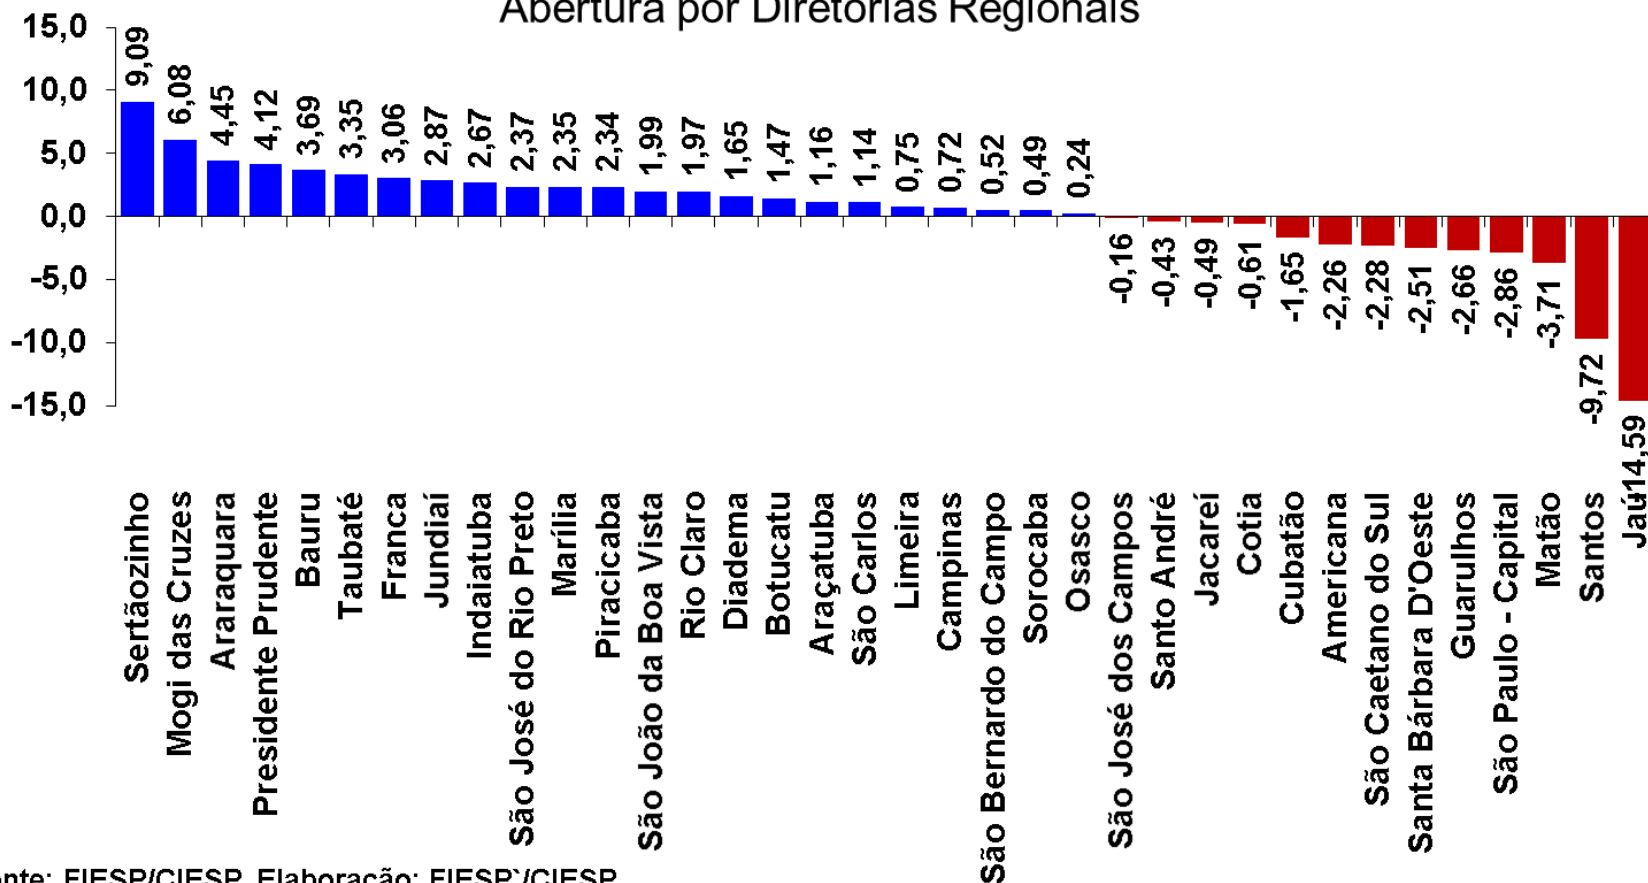 Abertura por Diretorias Regionais
15,0
10,0
5,0
0,0
-5,0
-10,0
-15,0
9,09
6,08
4,45
4,12
3,69
3,35
3,06
2,87
2,67
2,37
2,35
2,34
1,99
1,97
1,65
1,47
1,16
1,14
0,75
0,72
0,52
0,49
0,24
-0,16
-0,43
-0,49
-0,61
-1,65
-2,26
-2,28
-2,51
-2,66
-2,86
-3,71
-9,72
-14,59
Sertãozinho
Mogi das Cruzes
Araraquara
Presidente Prudente
Bauru
Taubaté
Franca
Jundiaí
Indaiatuba
São José do Rio Preto
Marília
Piracicaba
São João da Boa Vista
Rio Claro
Diadema
Botucatu
Araçatuba
São Carlos
Limeira
Campinas
São Bernardo do Campo
Sorocaba
Osasco
São José dos Campos
Santo André
Jacareí
Cotia
Cubatão
Americana
São Caetano do Sul
Santa Bárbara D'Oeste
Guarulhos
São Paulo - Capital
Matão
Santos
Jaú
nte: FIESP/CIESP. Elaboração: FIESP`/CIESP